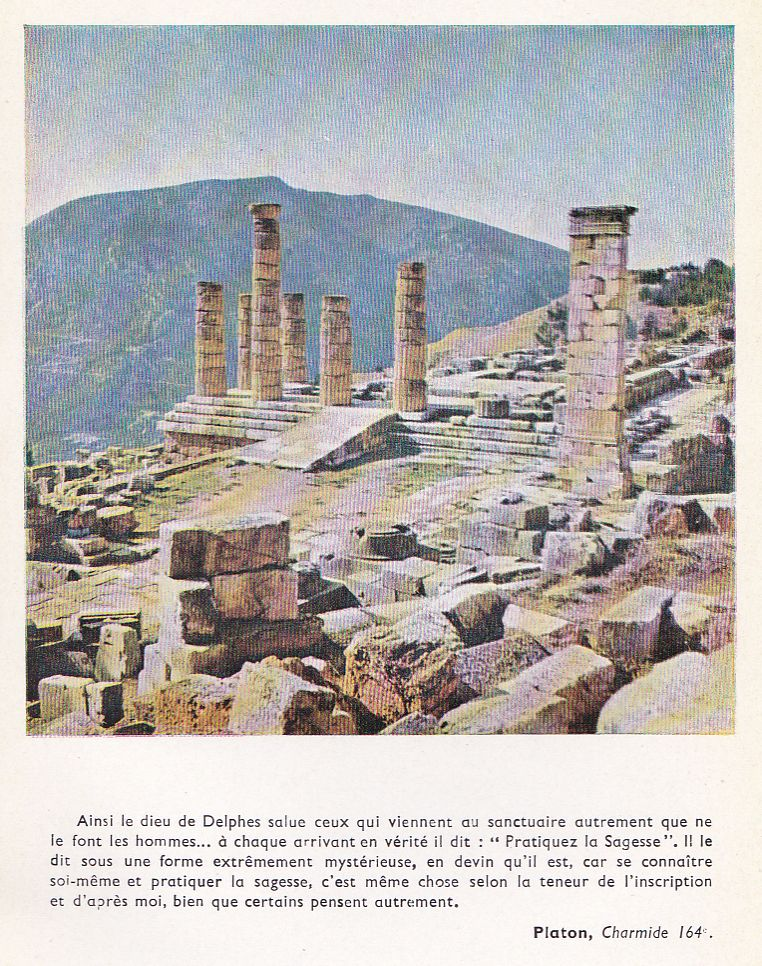 Ainsi le dieu de Delphes salue ceux qui viennent au sanctuaire autrement que ne
le font les hommes... à chaque arrivant en vérité il dit : “ Pratiquez la Sagesse ”. Il le
dit sous une forme extrêmement mystérieuse, en devin qu'il est, car se connaître
soi-même et pratiquer la sagesse, c'est même chose selon la teneur de l'inscription
et d'après moi, bien que certains pensent autrement.
Platon, Charmide 164ᶜ.